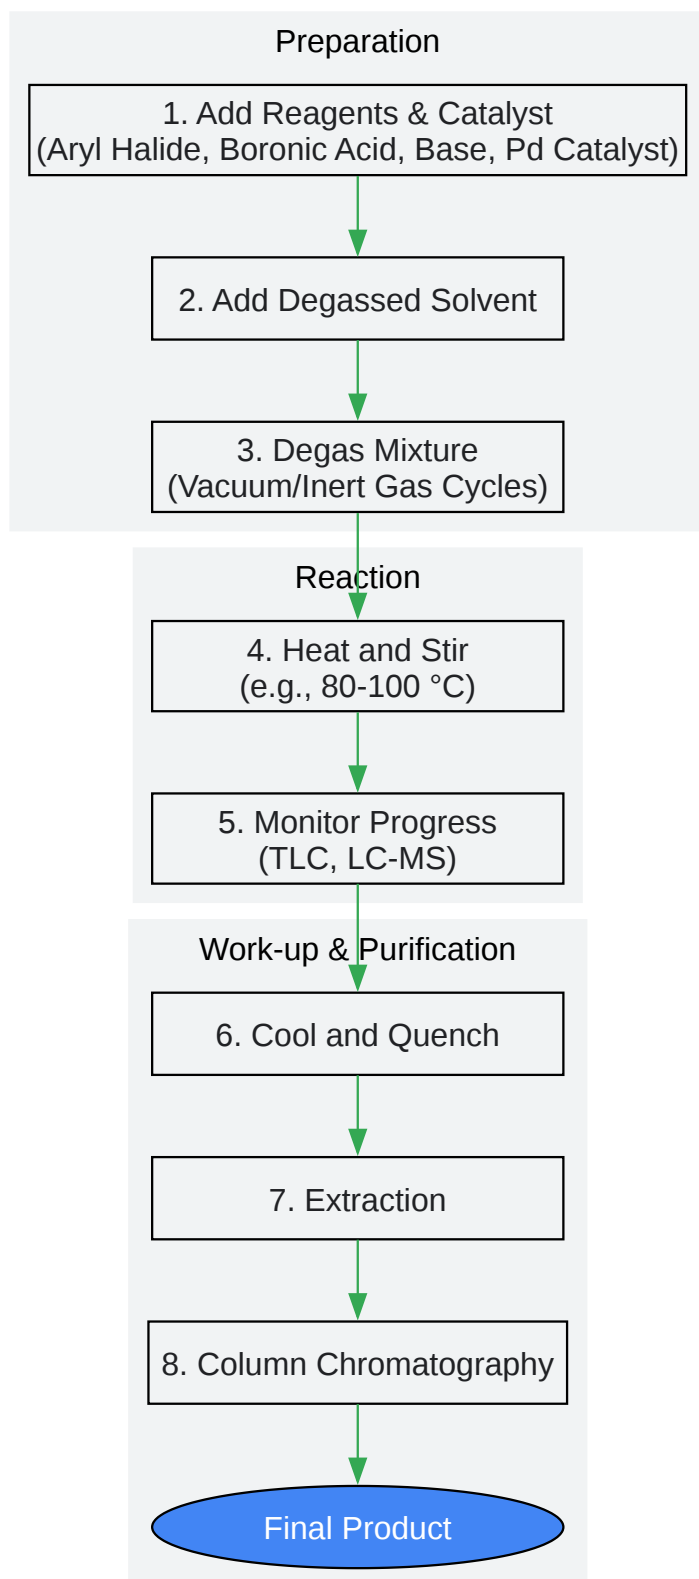 Preparation
1. Add Reagents & Catalyst
(Aryl Halide, Boronic Acid, Base, Pd Catalyst)
2. Add Degassed Solvent
3. Degas Mixture
(Vacuum/Inert Gas Cycles)
Reaction
4. Heat and Stir
(e.g., 80-100 °C)
5. Monitor Progress
(TLC, LC-MS)
Work-up & Purification
6. Cool and Quench
7. Extraction
8. Column Chromatography
Final Product